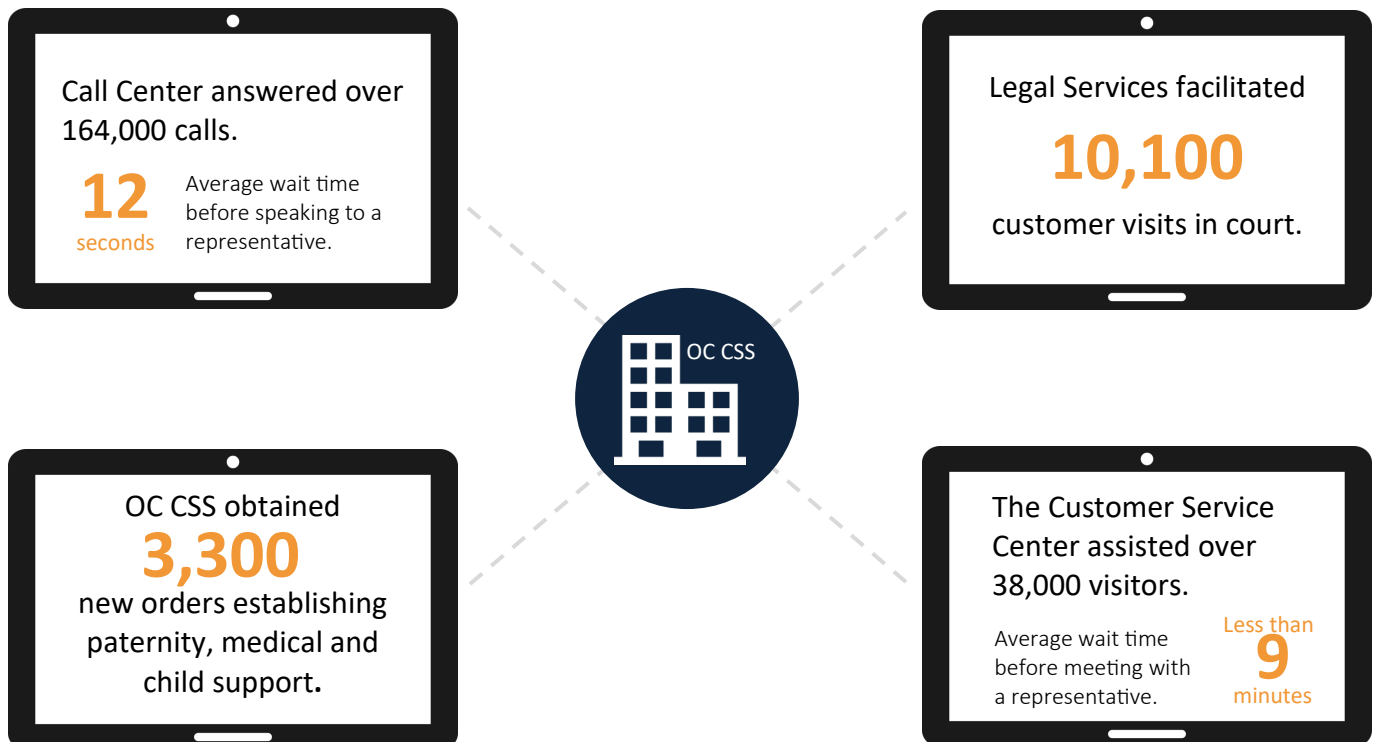 Call Center answered over
164,000 calls.
12
seconds
Average wait time
before speaking to a
representative.
Legal Services facilitated
10,100
customer visits in court.
OC CSS
OC CSS obtained
3,300
new orders establishing
paternity, medical and
child support.
The Customer Service
Center assisted over
38,000 visitors.
Average wait time
before meeting with
a representative.
Less than
9
minutes